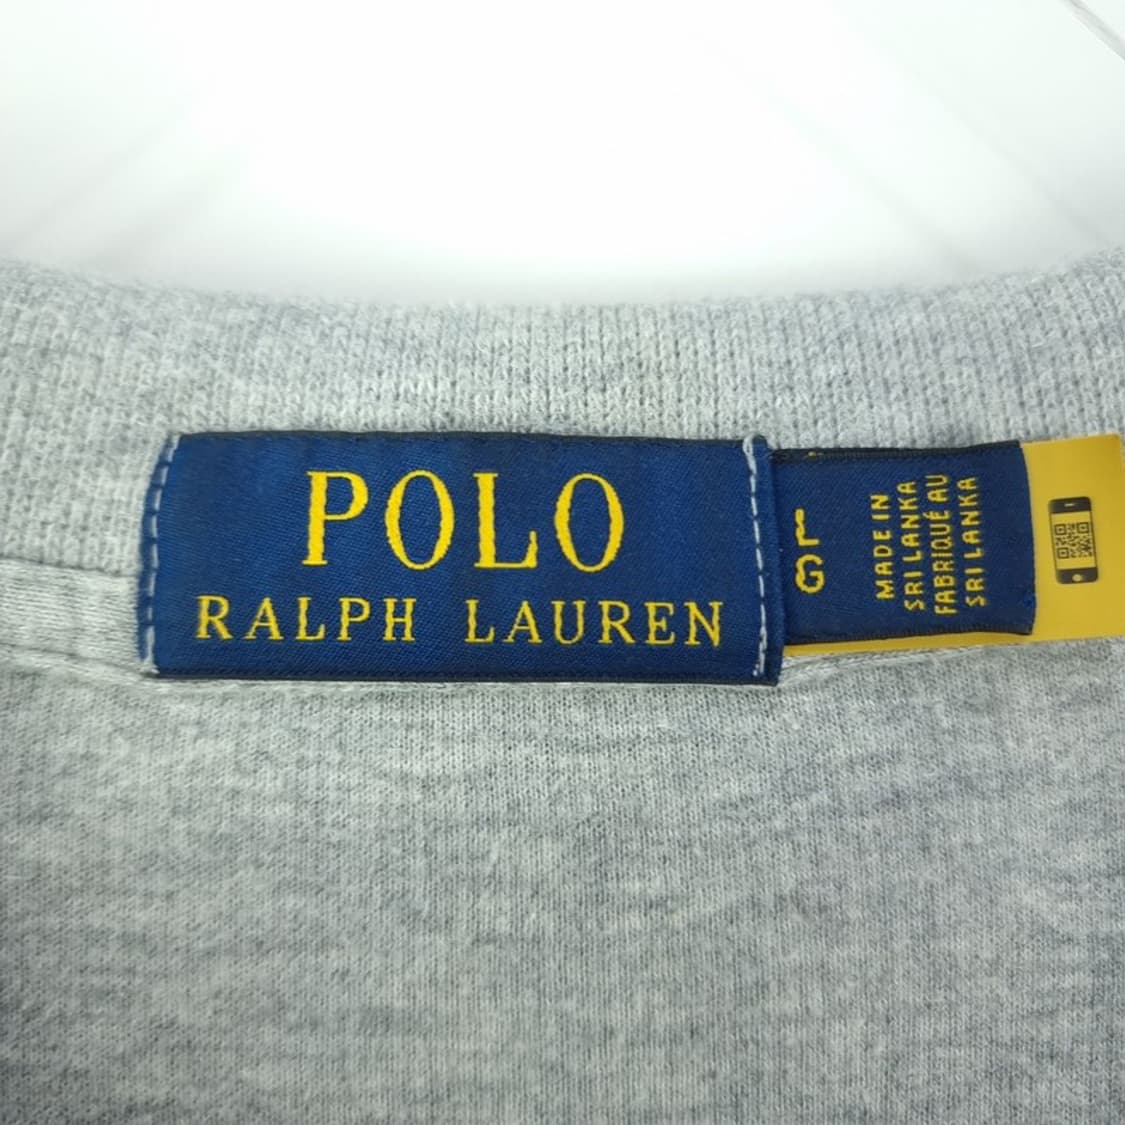 POLO
RALPH LAUREN
L
G
MADE IN
SRI LANKA
FABRIQUÉ AU
SRI LANKA